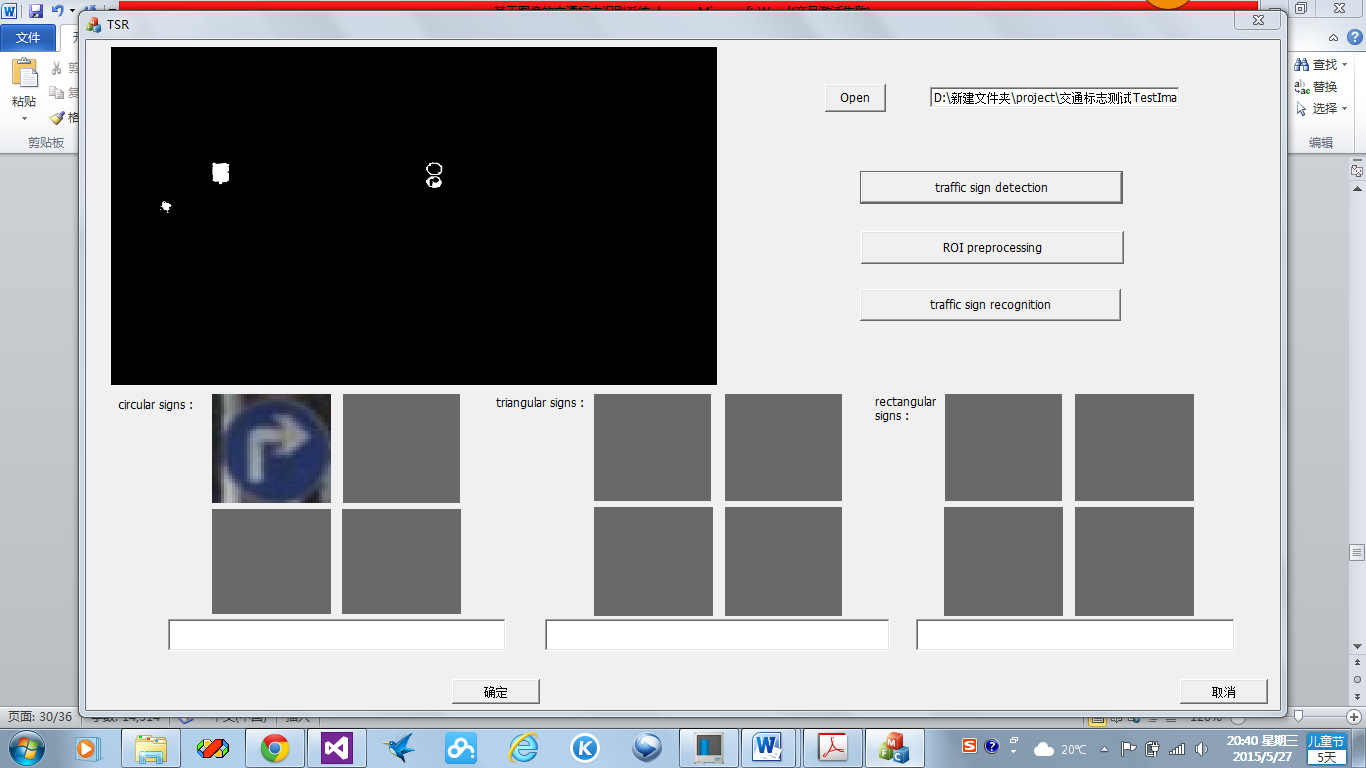 TSR
文件
粘贴
剪贴板
查找
替换
选择
编辑
Open
D:\新建文件夹\project\交通标志测试TestIma
traffic sign detection
ROI preprocessing
traffic sign recognition
circular signs :
triangular signs :
rectangular
signs :
确定
取消
页面: 30/36
20℃
20:40 星期三
2015/5/27
儿童节
5天